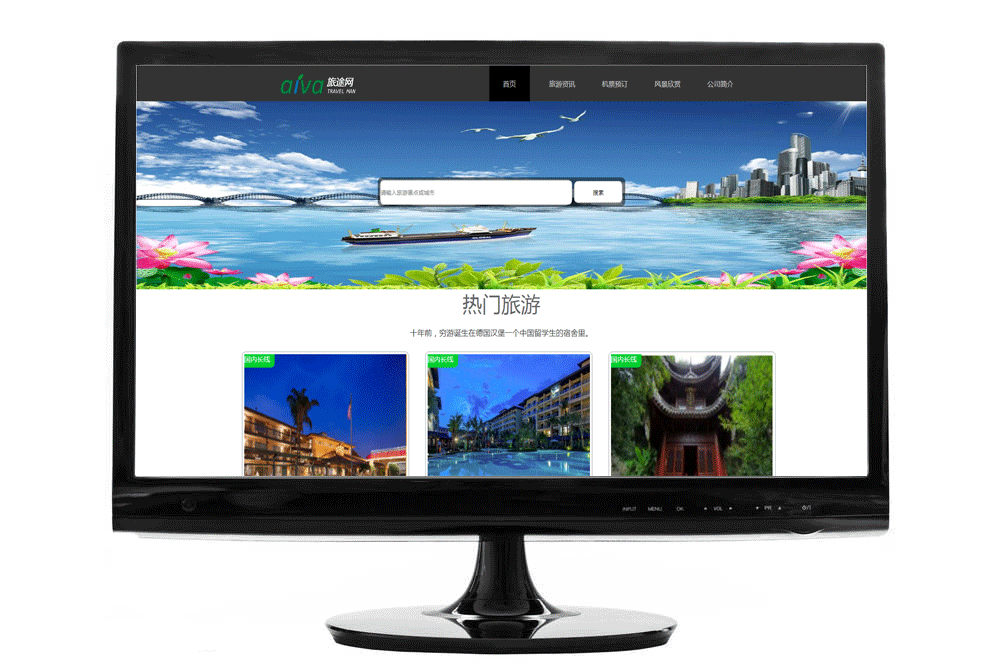 aiva 旅途网
TRAVEL NAN
首页 旅游资讯 机票预订 风景欣赏 公司简介
请输入旅游景点或城市 搜索
热门旅游
十年前，穷游诞生在德国汉堡一个中国留学生的宿舍里。
国内长线 国内长线 国内长线
INPUT MENU OK ◄ VOL ► ▼ PR ▲